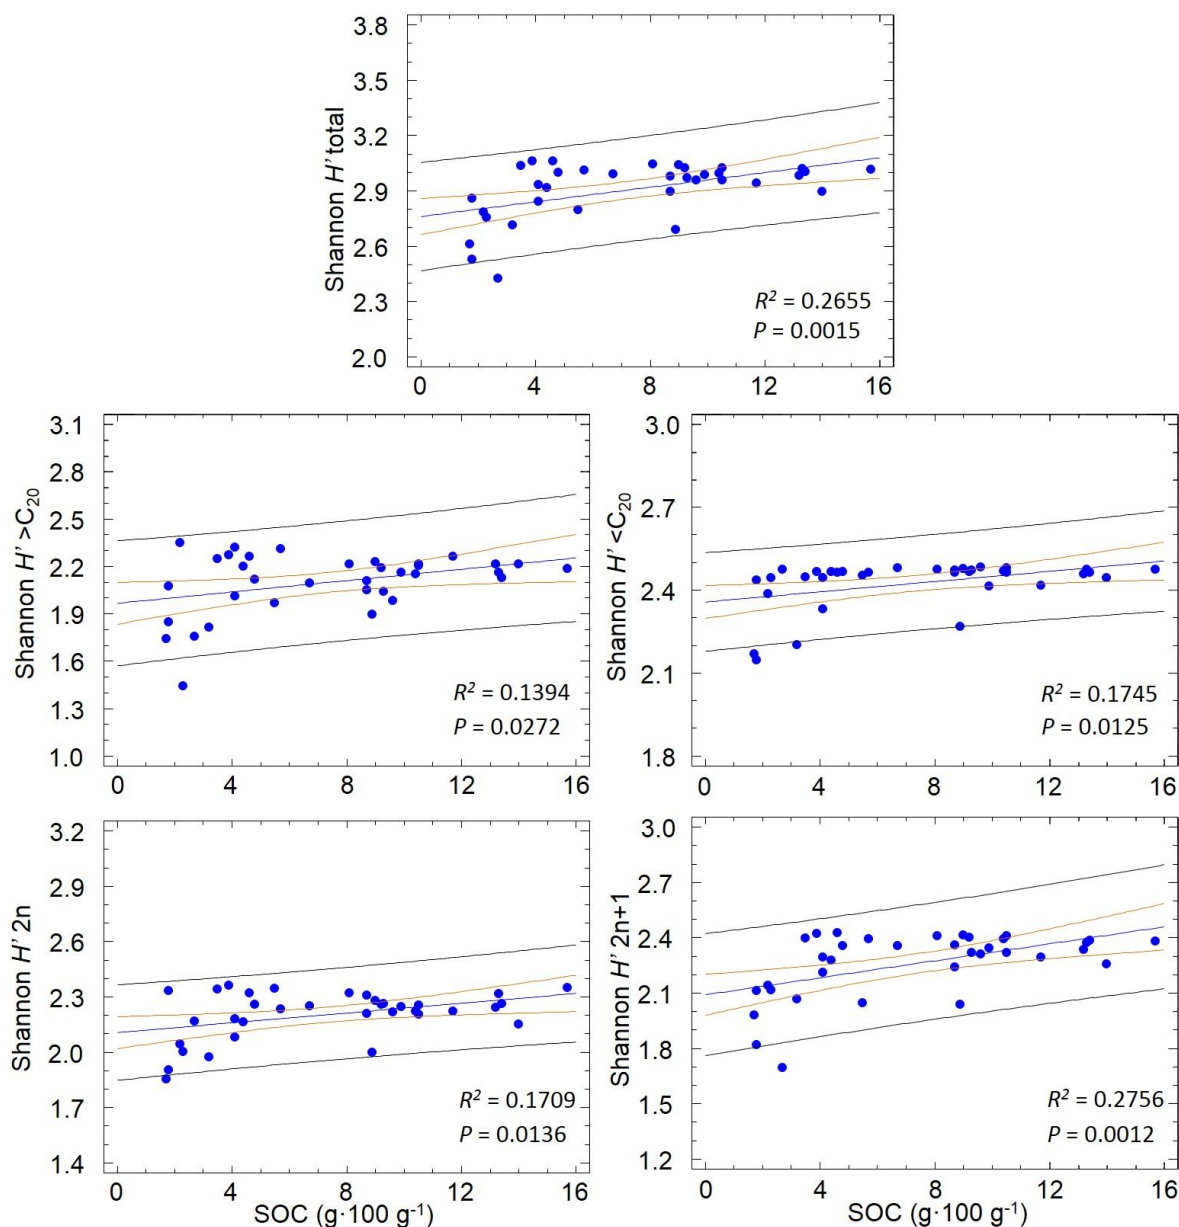 Shannon H' total
3.8
3.4
3.0
2.9
2.6
2.3
2.0
R² = 0.2655
P = 0.0015
0 4 8 12 16
Shannon H' >C₂₀
3.1
2.8
2.5
2.2
1.9
1.6
1.3
1.0
R² = 0.1394
P = 0.0272
0 4 8 12 16
Shannon H' <C₂₀
3.0
2.7
2.4
2.1
1.8
R² = 0.1745
P = 0.0125
0 4 8 12 16
Shannon H' 2n
3.2
2.9
2.6
2.3
2.0
1.7
1.4
R² = 0.1709
P = 0.0136
0 4 8 12 16
SOC (g·100 g⁻¹)
Shannon H' 2n+1
3.0
2.7
2.4
2.1
1.8
1.5
1.2
R² = 0.2756
P = 0.0012
0 4 8 12 16
SOC (g·100 g⁻¹)